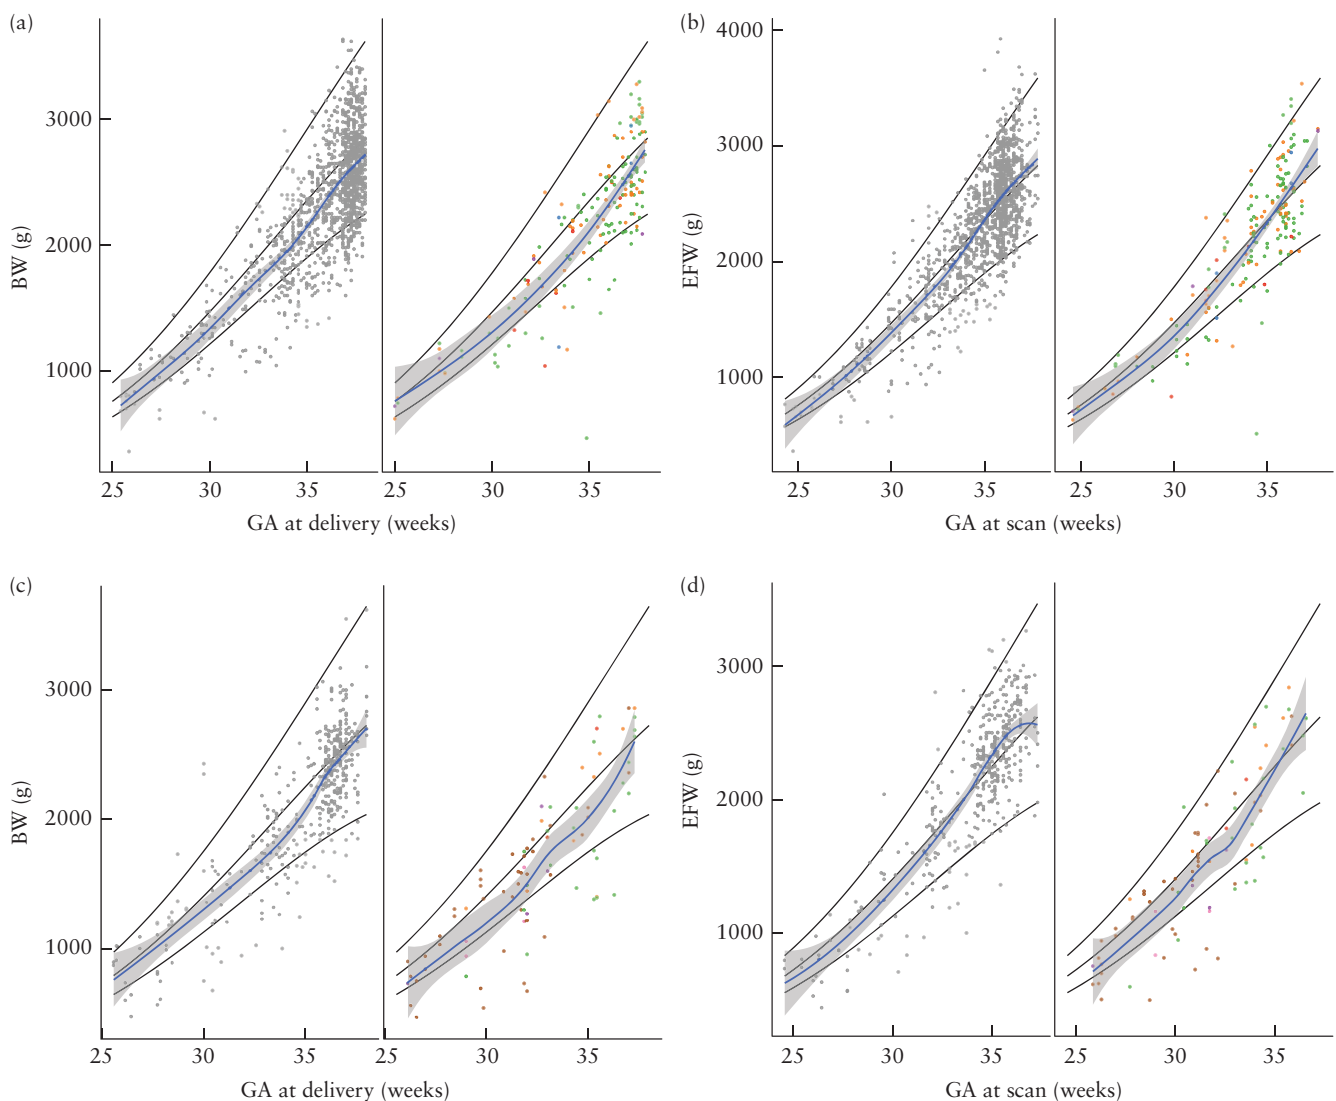 (a)
BW (g)
3000
2000
1000
25 30 35 25 30 35
GA at delivery (weeks)
(b)
EFW (g)
4000
3000
2000
1000
25 30 35 25 30 35
GA at scan (weeks)
(c)
BW (g)
3000
2000
1000
25 30 35 25 30 35
GA at delivery (weeks)
(d)
EFW (g)
3000
2000
1000
25 30 35 25 30 35
GA at scan (weeks)